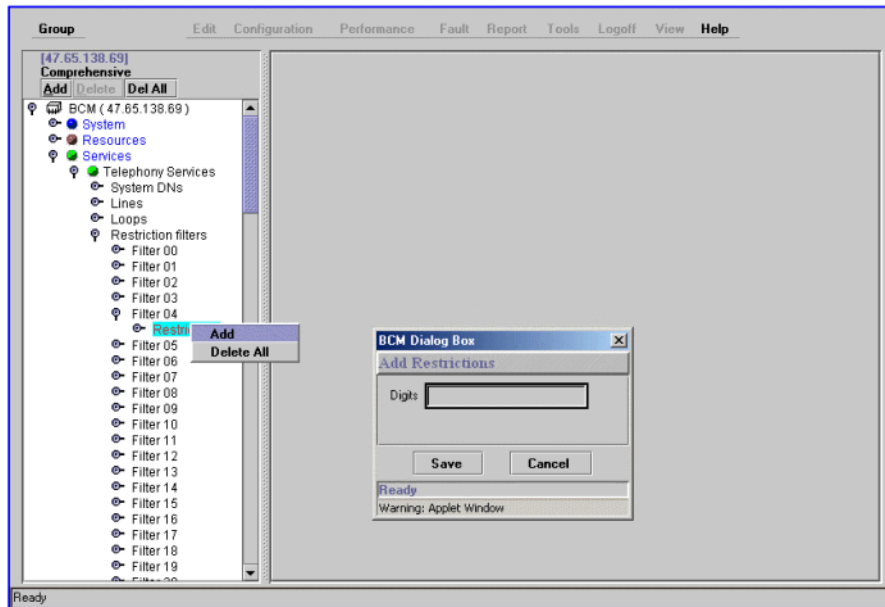 Group Edit Configuration Performance Fault Report Tools Logoff View Help
[47.65.138.69]
Comprehensive
Add Delete Del All
BCM ( 47.65.138.69 )
System
Resources
Services
Telephony Services
System DNs
Lines
Loops
Restriction filters
Filter 00
Filter 01
Filter 02
Filter 03
Filter 04
Restri
Add
Delete All
Filter 05
Filter 06
Filter 07
Filter 08
Filter 09
Filter 10
Filter 11
Filter 12
Filter 13
Filter 14
Filter 15
Filter 16
Filter 17
Filter 18
Filter 19
BCM Dialog Box
Add Restrictions
Digits
Save Cancel
Ready
Warning: Applet Window
Ready